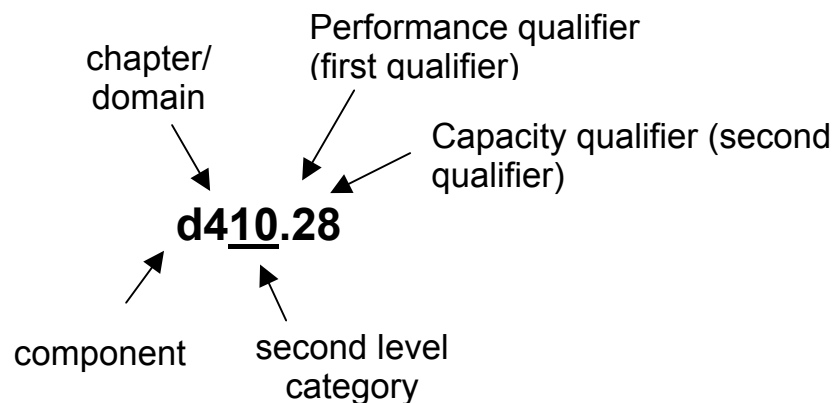 Performance qualifier
(first qualifier)
chapter/
domain
Capacity qualifier (second
qualifier)
d410.28
component
second level
category